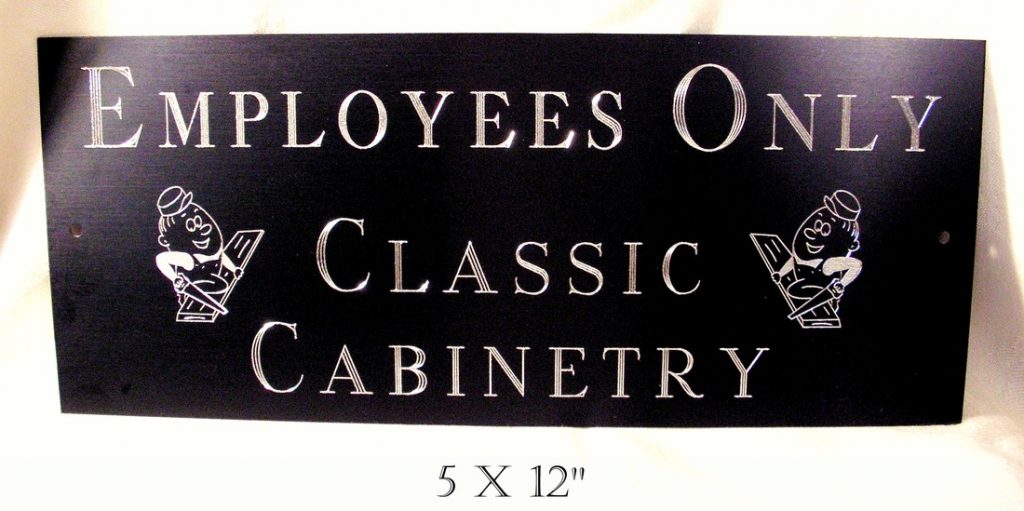 Employees Only
Classic
Cabinetry
5 X 12"